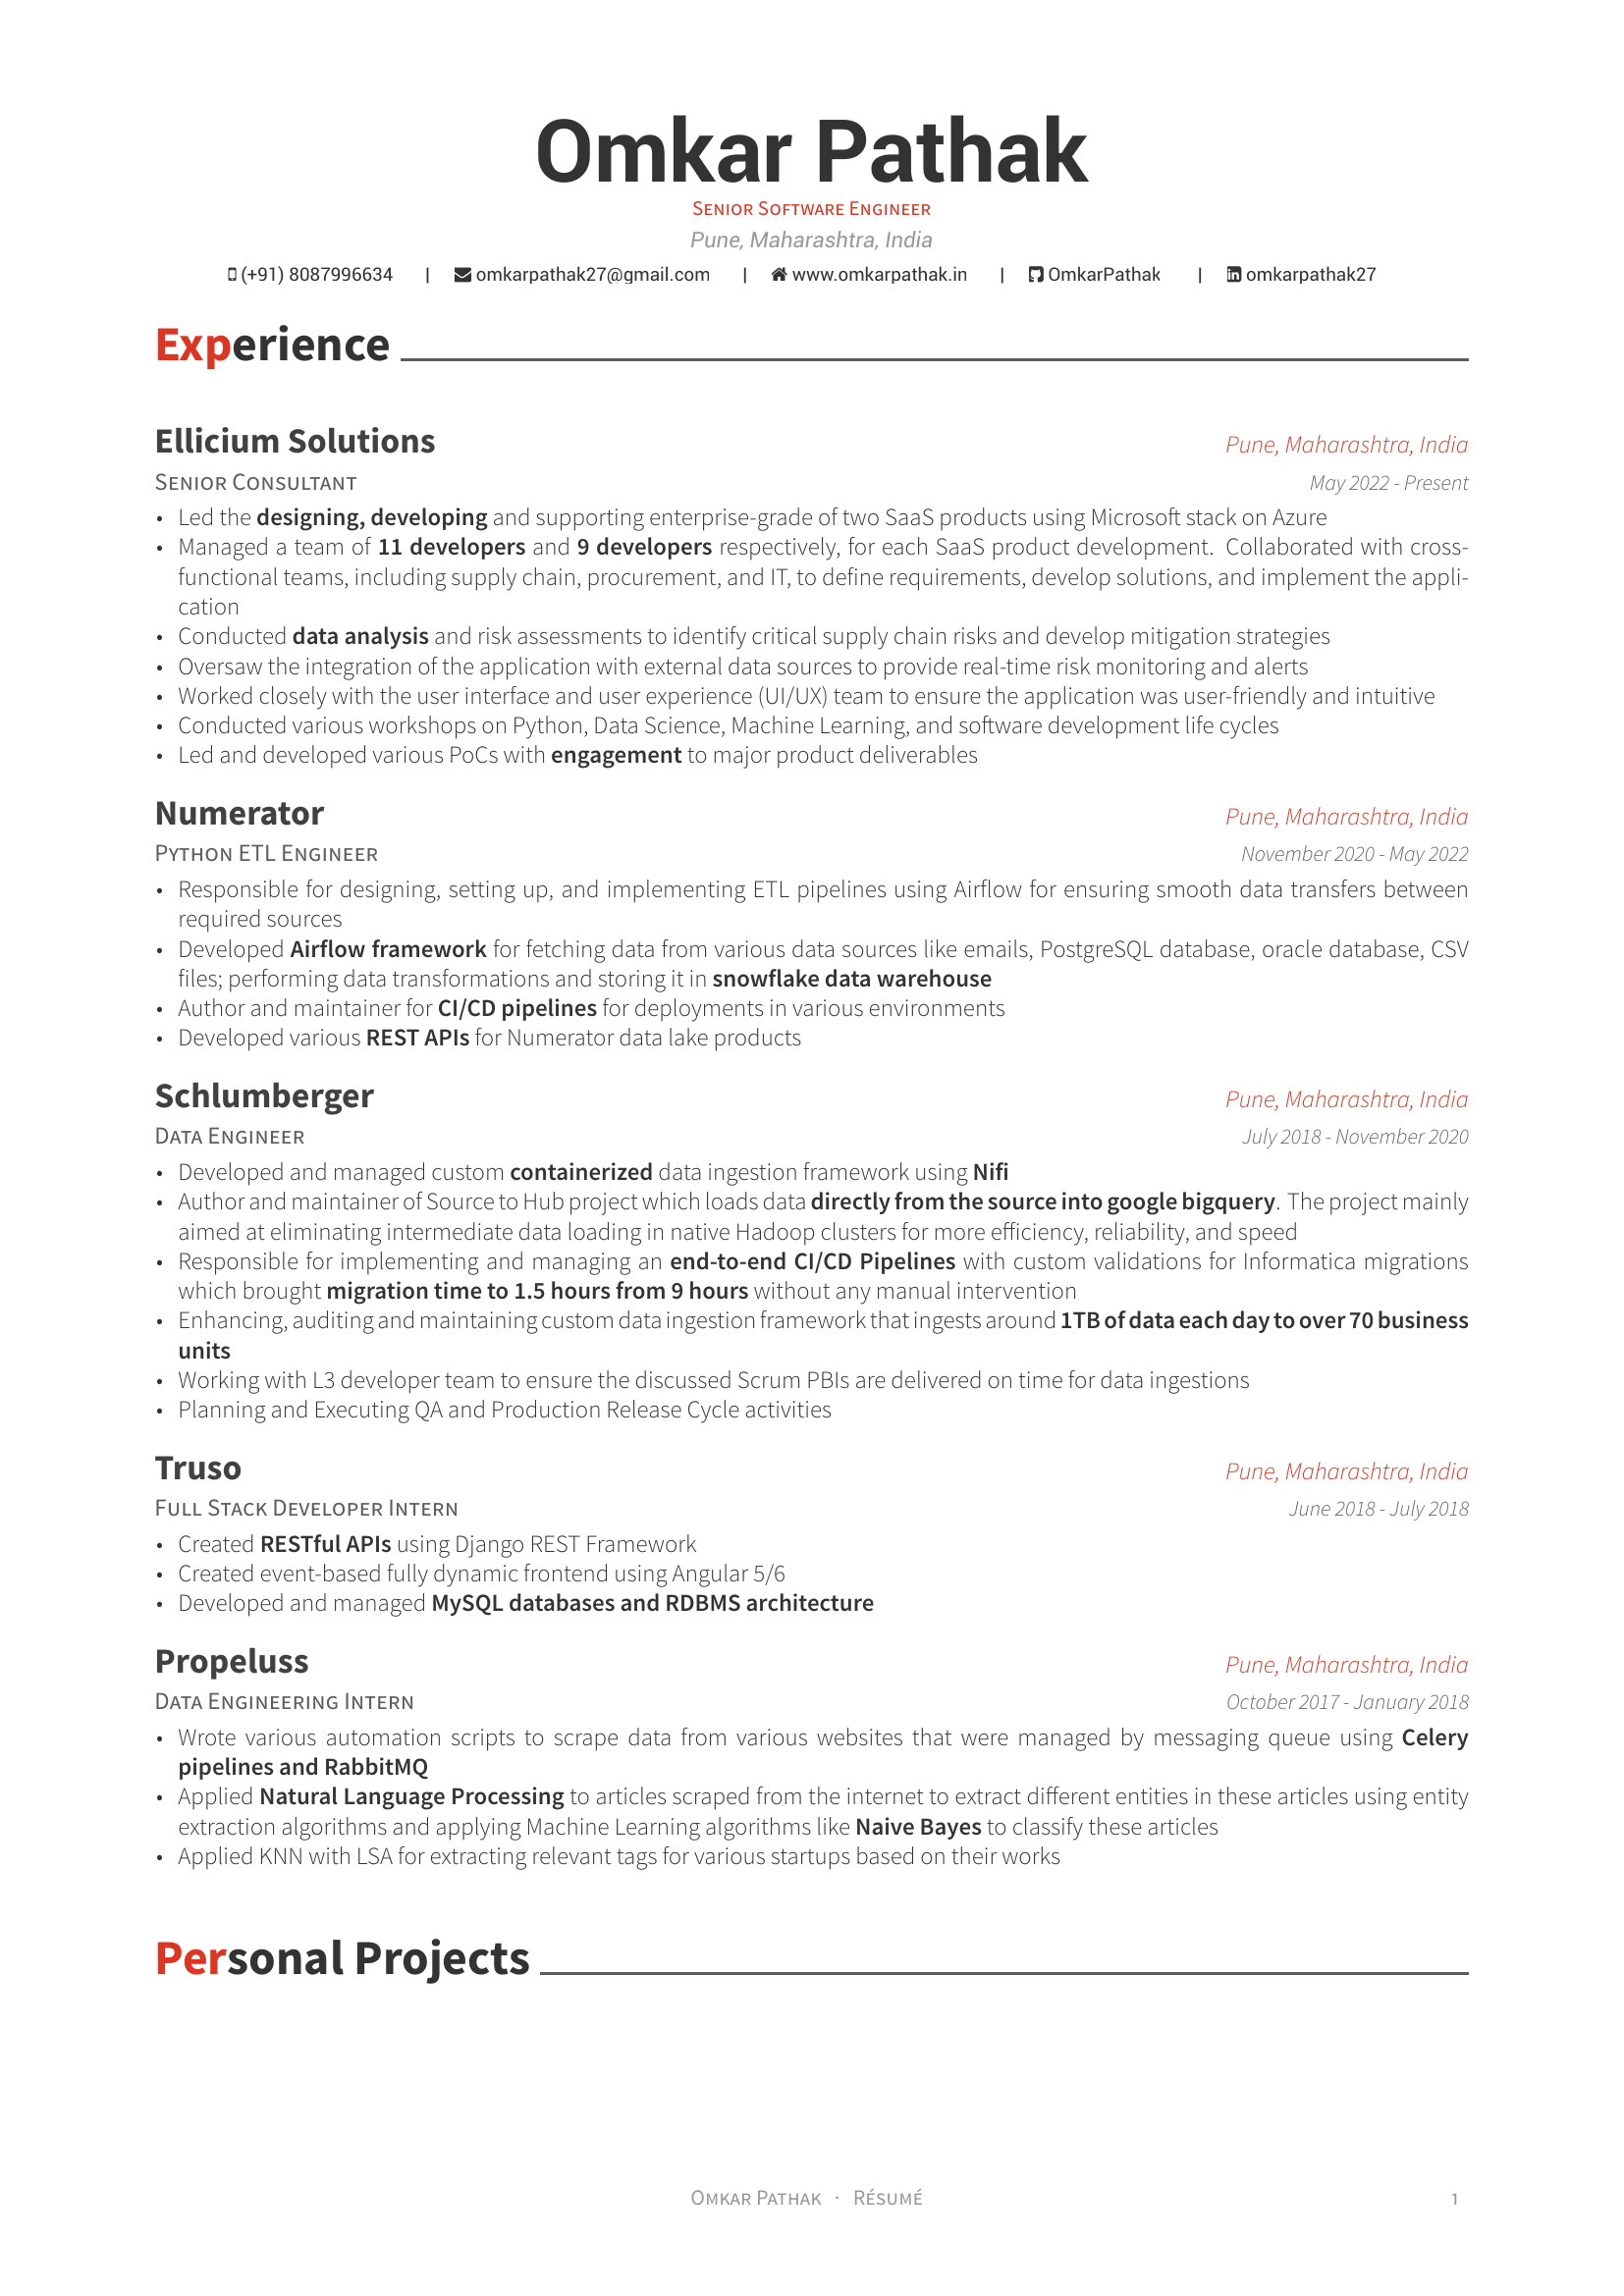 Omkar Pathak
Senior Software Engineer
Pune, Maharashtra, India
(+91) 8087996634 | omkarpathak27@gmail.com | www.omkarpathak.in | OmkarPathak | omkarpathak27
Experience
Ellicium Solutions Pune, Maharashtra, India
Senior Consultant May 2022 - Present
• Led the designing, developing and supporting enterprise-grade of two SaaS products using Microsoft stack on Azure
• Managed a team of 11 developers and 9 developers respectively, for each SaaS product development. Collaborated with cross-
functional teams, including supply chain, procurement, and IT, to define requirements, develop solutions, and implement the appli-
cation
• Conducted data analysis and risk assessments to identify critical supply chain risks and develop mitigation strategies
• Oversaw the integration of the application with external data sources to provide real-time risk monitoring and alerts
• Worked closely with the user interface and user experience (UI/UX) team to ensure the application was user-friendly and intuitive
• Conducted various workshops on Python, Data Science, Machine Learning, and software development life cycles
• Led and developed various PoCs with engagement to major product deliverables
Numerator Pune, Maharashtra, India
Python ETL Engineer November 2020 - May 2022
• Responsible for designing, setting up, and implementing ETL pipelines using Airflow for ensuring smooth data transfers between
required sources
• Developed Airflow framework for fetching data from various data sources like emails, PostgreSQL database, oracle database, CSV
files; performing data transformations and storing it in snowflake data warehouse
• Author and maintainer for CI/CD pipelines for deployments in various environments
• Developed various REST APIs for Numerator data lake products
Schlumberger Pune, Maharashtra, India
Data Engineer July 2018 - November 2020
• Developed and managed custom containerized data ingestion framework using Nifi
• Author and maintainer of Source to Hub project which loads data directly from the source into google bigquery. The project mainly
aimed at eliminating intermediate data loading in native Hadoop clusters for more efficiency, reliability, and speed
• Responsible for implementing and managing an end-to-end CI/CD Pipelines with custom validations for Informatica migrations
which brought migration time to 1.5 hours from 9 hours without any manual intervention
• Enhancing, auditing and maintaining custom data ingestion framework that ingests around 1TB of data each day to over 70 business
units
• Working with L3 developer team to ensure the discussed Scrum PBIs are delivered on time for data ingestions
• Planning and Executing QA and Production Release Cycle activities
Truso Pune, Maharashtra, India
Full Stack Developer Intern June 2018 - July 2018
• Created RESTful APIs using Django REST Framework
• Created event-based fully dynamic frontend using Angular 5/6
• Developed and managed MySQL databases and RDBMS architecture
Propeluss Pune, Maharashtra, India
Data Engineering Intern October 2017 - January 2018
• Wrote various automation scripts to scrape data from various websites that were managed by messaging queue using Celery
pipelines and RabbitMQ
• Applied Natural Language Processing to articles scraped from the internet to extract different entities in these articles using entity
extraction algorithms and applying Machine Learning algorithms like Naive Bayes to classify these articles
• Applied KNN with LSA for extracting relevant tags for various startups based on their works
Personal Projects
Omkar Pathak · Résumé 1